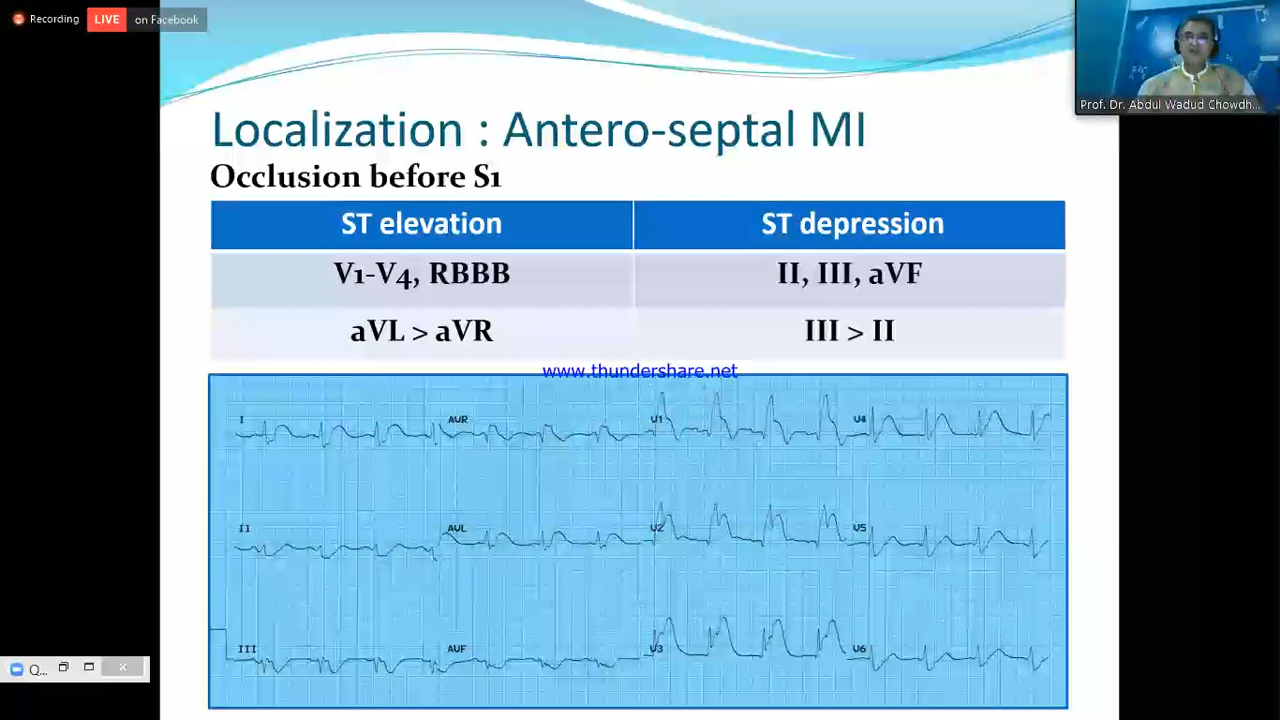 Recording
LIVE on Facebook
Prof. Dr. Abdul Wadud Chowdh...
Localization : Antero-septal MI
Occlusion before S1
ST elevation ST depression
V1-V4, RBBB II, III, aVF
aVL > aVR III > II
www.thundershare.net
I AVR V1 V4
II AVL V2 V5
III AVF V3 V6
Q...